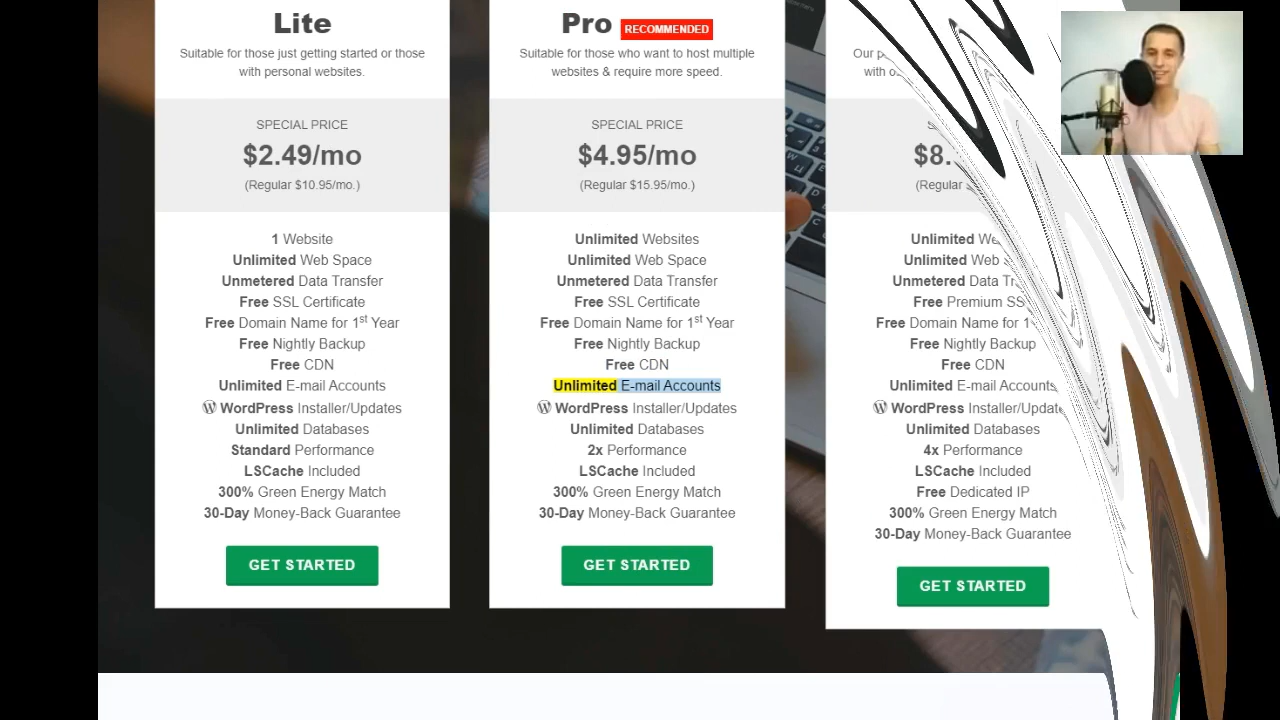 Lite
Suitable for those just getting started or those
with personal websites.
SPECIAL PRICE
$2.49/mo
(Regular $10.95/mo.)
1 Website
Unlimited Web Space
Unmetered Data Transfer
Free SSL Certificate
Free Domain Name for 1st Year
Free Nightly Backup
Free CDN
Unlimited E-mail Accounts
WordPress Installer/Updates
Unlimited Databases
Standard Performance
LSCache Included
300% Green Energy Match
30-Day Money-Back Guarantee
GET STARTED
Pro RECOMMENDED
Suitable for those who want to host multiple
websites & require more speed.
SPECIAL PRICE
$4.95/mo
(Regular $15.95/mo.)
Unlimited Websites
Unlimited Web Space
Unmetered Data Transfer
Free SSL Certificate
Free Domain Name for 1st Year
Free Nightly Backup
Free CDN
Unlimited E-mail Accounts
WordPress Installer/Updates
Unlimited Databases
2x Performance
LSCache Included
300% Green Energy Match
30-Day Money-Back Guarantee
GET STARTED
Our
with
$8.
(Regular
Unlimited
Unlimited Web
Unmetered Data
Free Premium
Free Domain Name for
Free Nightly Backup
Free CDN
Unlimited E-mail Accounts
WordPress
Unlimited Databases
4x Performance
LSCache Included
Free Dedicated IP
300% Green Energy Match
30-Day Money-Back Guarantee
GET STARTED